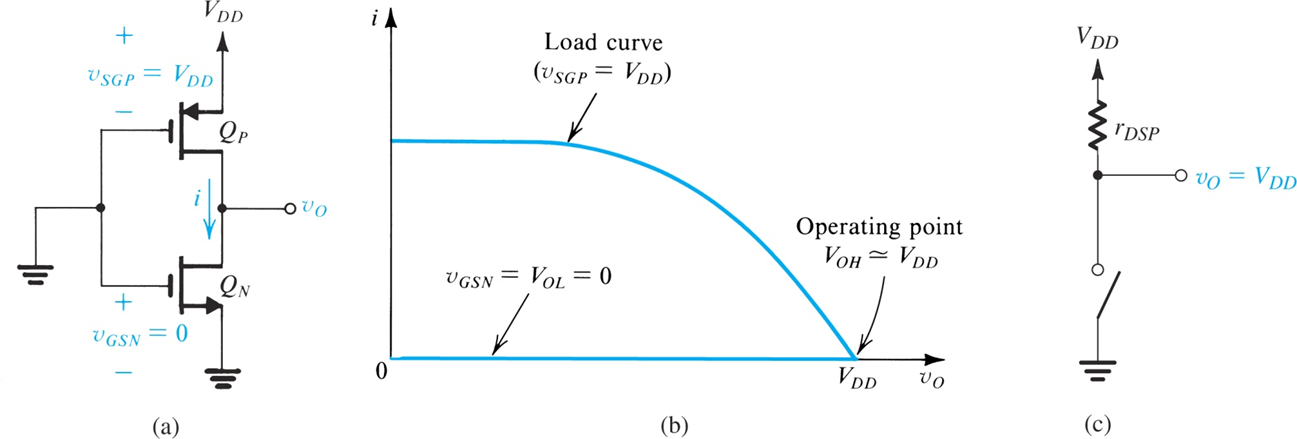 V_DD
+
v_SGP = V_DD
−
Q_P
i
v_O
Q_N
+
v_GSN = 0
−
(a)
i
Load curve
(v_SGP = V_DD)
Operating point
V_OH ≃ V_DD
v_GSN = V_OL = 0
0
V_DD
v_O
(b)
V_DD
r_DSP
v_O = V_DD
(c)